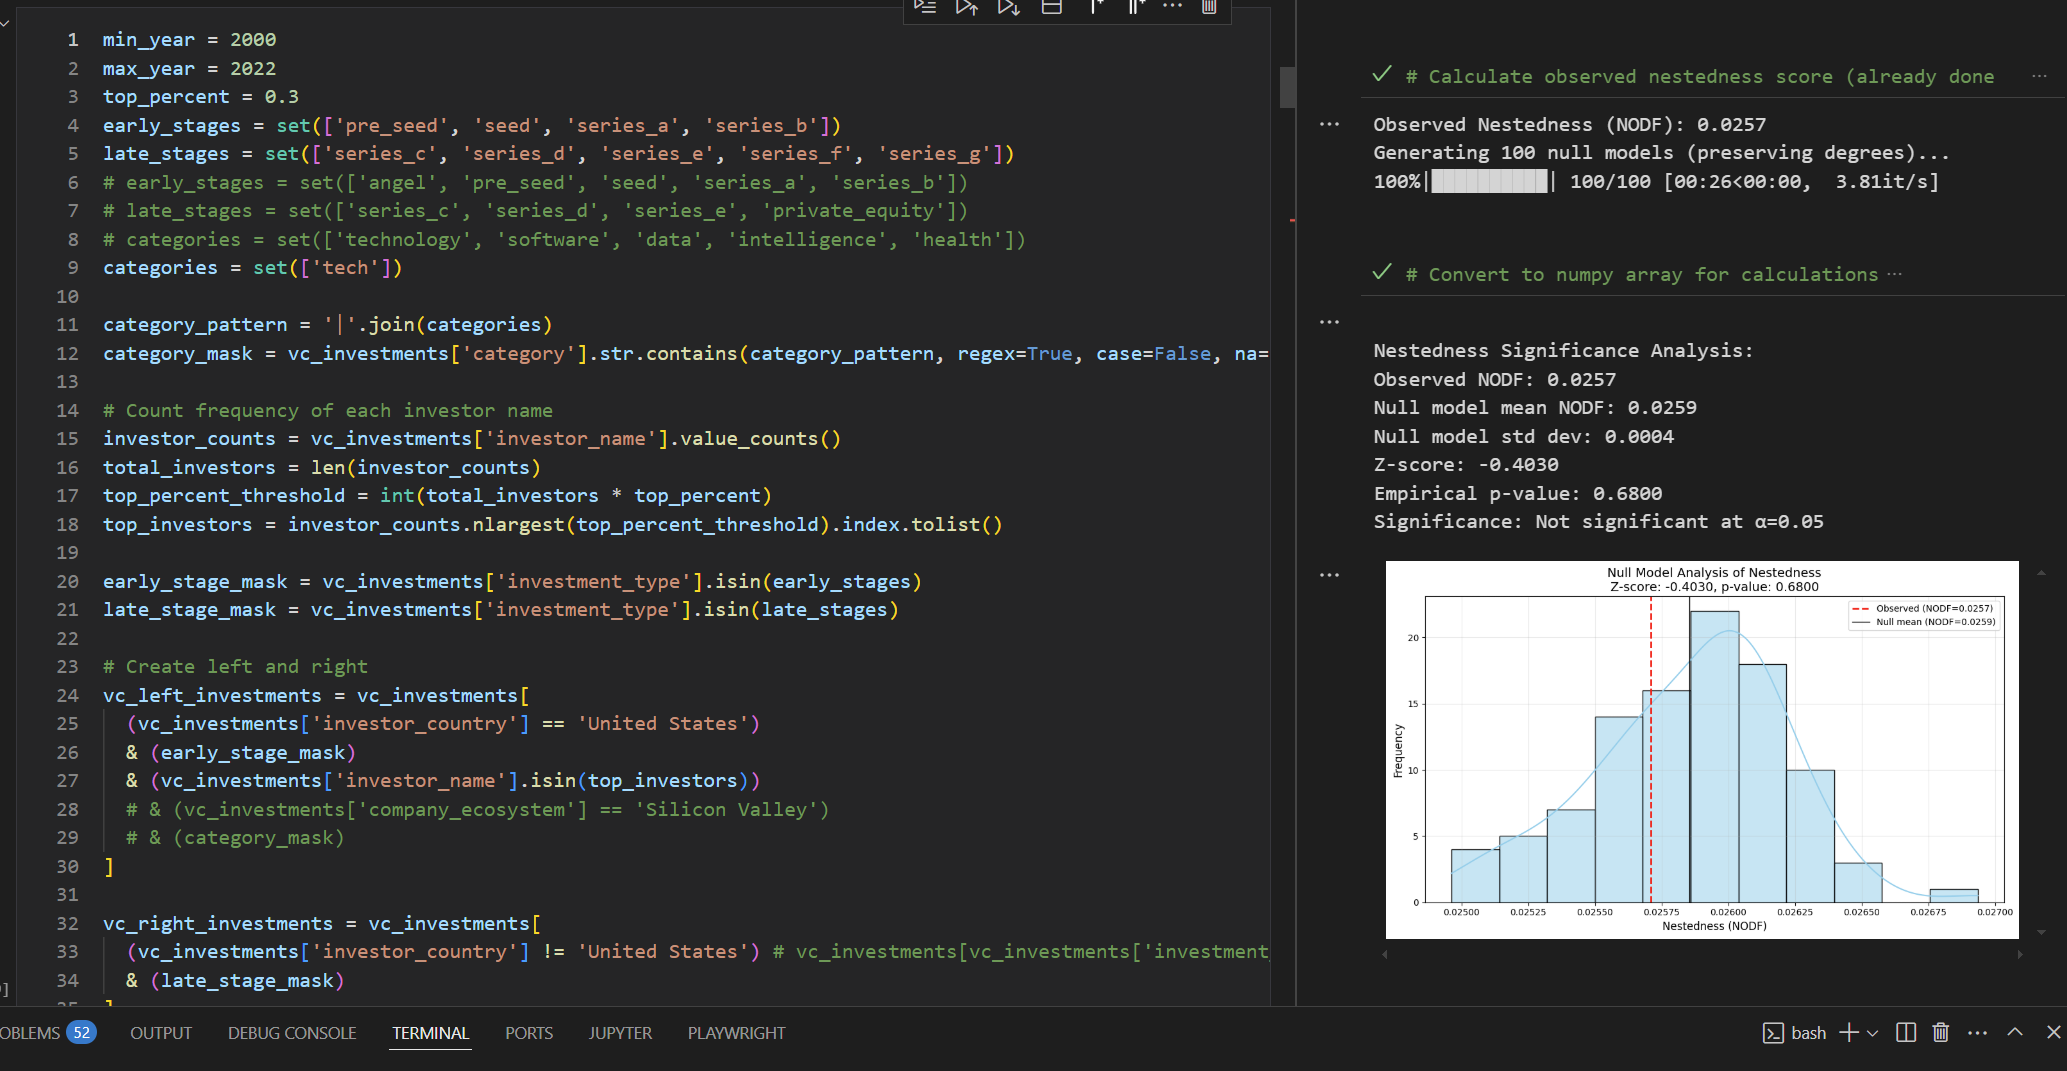 1 min_year = 2000
2 max_year = 2022
3 top_percent = 0.3
4 early_stages = set(['pre_seed', 'seed', 'series_a', 'series_b'])
5 late_stages = set(['series_c', 'series_d', 'series_e', 'series_f', 'series_g'])
6 # early_stages = set(['angel', 'pre_seed', 'seed', 'series_a', 'series_b'])
7 # late_stages = set(['series_c', 'series_d', 'series_e', 'private_equity'])
8 # categories = set(['technology', 'software', 'data', 'intelligence', 'health'])
9 categories = set(['tech'])
10
11 category_pattern = '|'.join(categories)
12 category_mask = vc_investments['category'].str.contains(category_pattern, regex=True, case=False, na=
13
14 # Count frequency of each investor name
15 investor_counts = vc_investments['investor_name'].value_counts()
16 total_investors = len(investor_counts)
17 top_percent_threshold = int(total_investors * top_percent)
18 top_investors = investor_counts.nlargest(top_percent_threshold).index.tolist()
19
20 early_stage_mask = vc_investments['investment_type'].isin(early_stages)
21 late_stage_mask = vc_investments['investment_type'].isin(late_stages)
22
23 # Create left and right
24 vc_left_investments = vc_investments[
25 (vc_investments['investor_country'] == 'United States')
26 & (early_stage_mask)
27 & (vc_investments['investor_name'].isin(top_investors))
28 # & (vc_investments['company_ecosystem'] == 'Silicon Valley')
29 # & (category_mask)
30 ]
31
32 vc_right_investments = vc_investments[
33 (vc_investments['investor_country'] != 'United States') # vc_investments[vc_investments['investment_
34 & (late_stage_mask)
]
# Calculate observed nestedness score (already done ...
Observed Nestedness (NODF): 0.0257
Generating 100 null models (preserving degrees)...
100%|██████████| 100/100 [00:26<00:00, 3.81it/s]
# Convert to numpy array for calculations ...
Nestedness Significance Analysis:
Observed NODF: 0.0257
Null model mean NODF: 0.0259
Null model std dev: 0.0004
Z-score: -0.4030
Empirical p-value: 0.6800
Significance: Not significant at α=0.05
Null Model Analysis of Nestedness
Z-score: -0.4030, p-value: 0.6800
Observed (NODF=0.0257)
Null mean (NODF=0.0259)
Frequency
20
15
10
5
0
0.02500 0.02525 0.02550 0.02575 0.02600 0.02625 0.02650 0.02675 0.02700
Nestedness (NODF)
OBLEMS 52 OUTPUT DEBUG CONSOLE TERMINAL PORTS JUPYTER PLAYWRIGHT bash